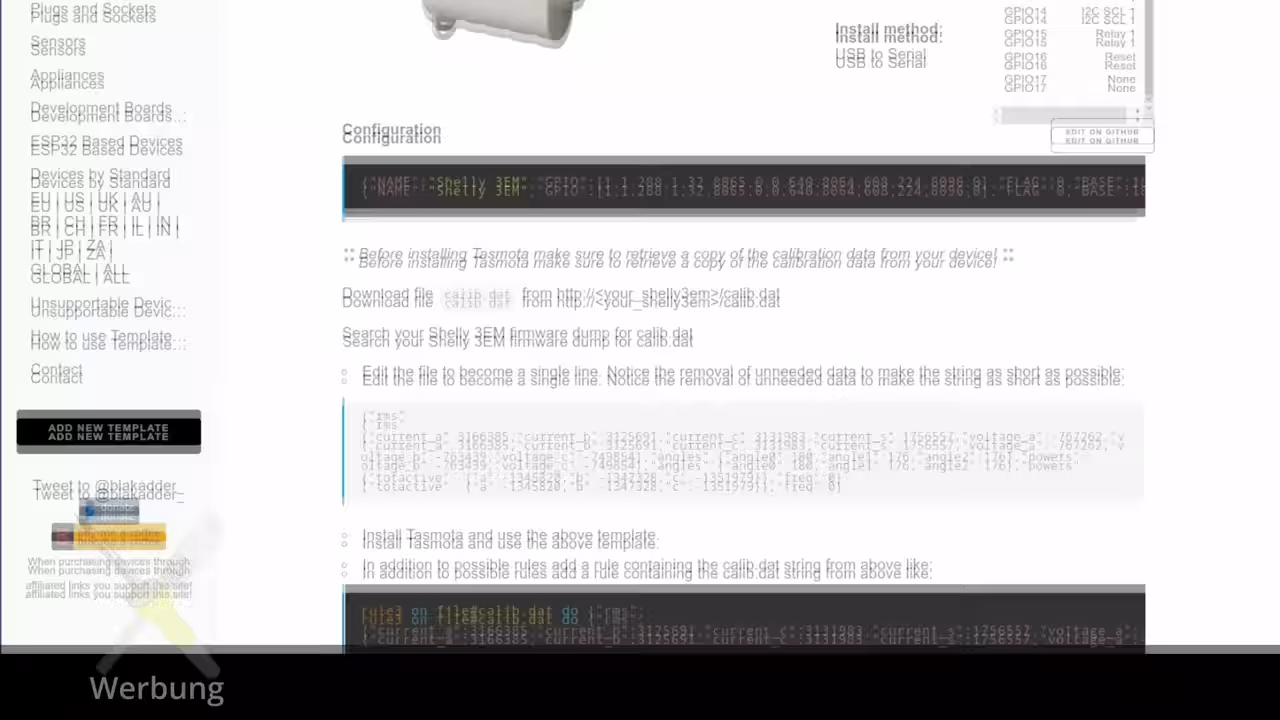 Plugs and Sockets
Sensors
Appliances
Development Boards...
ESP32 Based Devices
Devices by Standard
EU | US | UK | AU |
BR | CH | FR | IL | IN |
IT | JP | ZA |
GLOBAL | ALL
Unsupportable Devic...
How to use Template...
Contact
ADD NEW TEMPLATE
Tweet to @blakadder_
donate
When purchasing devices through
affiliated links you support this site!
Install method:
USB to Serial
GPIO14 I2C SCL 1
GPIO15 Relay 1
GPIO16 Reset
GPIO17 None
EDIT ON GITHUB
Configuration
{"NAME":"Shelly 3EM","GPIO":[1,1,288,1,32,8065,0,0,640,8064,608,224,8096,0],"FLAG":0,"BASE":18
Before installing Tasmota make sure to retrieve a copy of the calibration data from your device!
Download file calib.dat from http://<your_shelly3em>/calib.dat
Search your Shelly 3EM firmware dump for calib.dat
Edit the file to become a single line. Notice the removal of unneeded data to make the string as short as possible:
{"rms":
{"current_a":3166385,"current_b":3125691,"current_c":3131983,"current_s":1756557,"voltage_a":-767262,"v
oltage_b":-763439,"voltage_c":-749854},"angles":{"angle0":180,"angle1":176,"angle2":176},"powers":
{"totactive":{"a":-1345820,"b":-1347328,"c":-1351979}},"freq":0}
Install Tasmota and use the above template.
In addition to possible rules add a rule containing the calib.dat string from above like:
rule3 on file#calib.dat do {"rms":
{"current_a":3166385,"current_b":3125691,"current_c":3131983,"current_s":1756557,"voltage_a":-
Werbung